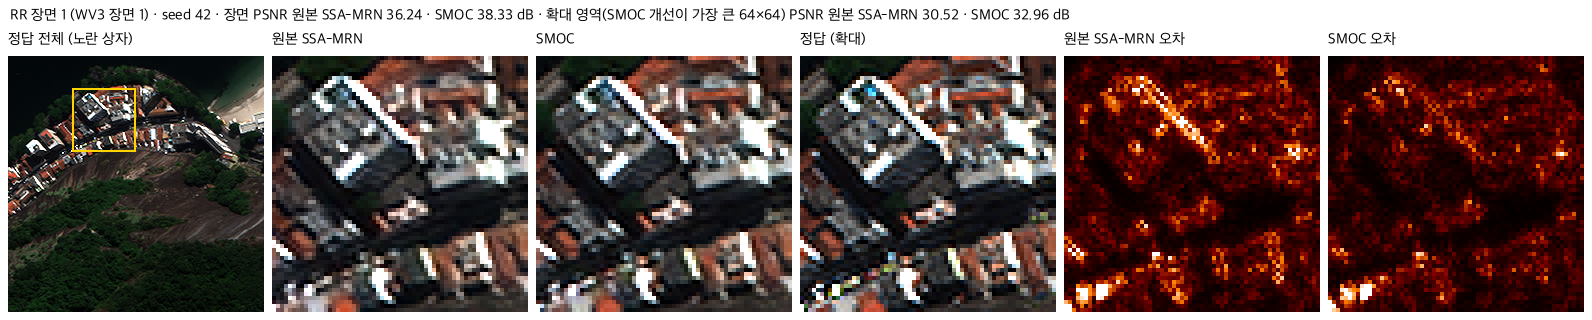 RR 장면 1 (WV3 장면 1) · seed 42 · 장면 PSNR 원본 SSA-MRN 36.24 · SMOC 38.33 dB · 확대 영역(SMOC 개선이 가장 큰 64×64) PSNR 원본 SSA-MRN 30.52 · SMOC 32.96 dB
정답 전체 (노란 상자)
원본 SSA-MRN
SMOC
정답 (확대)
원본 SSA-MRN 오차
SMOC 오차